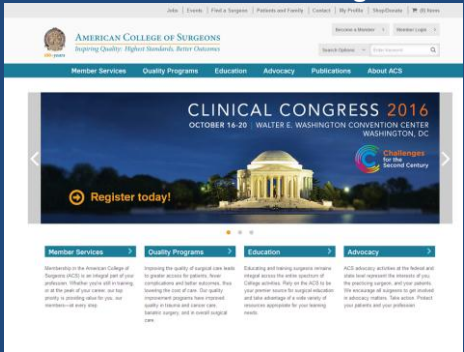 Jobs | Events | Find a Surgeon | Patients and Family | Contact | My Profile | Shop/Donate | (0) Items
Become a Member
Member Login
AMERICAN COLLEGE OF SURGEONS
Inspiring Quality: Highest Standards, Better Outcomes
100+years
Search Options
Enter Keyword
Member Services Quality Programs Education Advocacy Publications About ACS
CLINICAL CONGRESS 2016
OCTOBER 16-20 | WALTER E. WASHINGTON CONVENTION CENTER
WASHINGTON, DC
Challenges
for the
Second Century
Register today!
Member Services
Membership in the American College of
Surgeons (ACS) is an integral part of your
profession. Whether you're still in training,
or at the peak of your career, our top
priority is providing value for you, our
members—at every step.
Quality Programs
Improving the quality of surgical care leads
to greater access for patients, fewer
complications and better outcomes, thus
lowering the cost of care. Our quality
improvement programs have improved
quality in trauma and cancer care,
bariatric surgery, and in overall surgical
care.
Education
Educating and training surgeons remains
integral across the entire spectrum of
College activities. Rely on the ACS to be
your premier source for surgical education
and take advantage of a wide variety of
resources appropriate for your learning
needs.
Advocacy
ACS advocacy activities at the federal and
state level represent the interests of you,
the practicing surgeon, and your patients.
We encourage all surgeons to get involved
in advocacy matters. Take action. Protect
your patients and your profession.